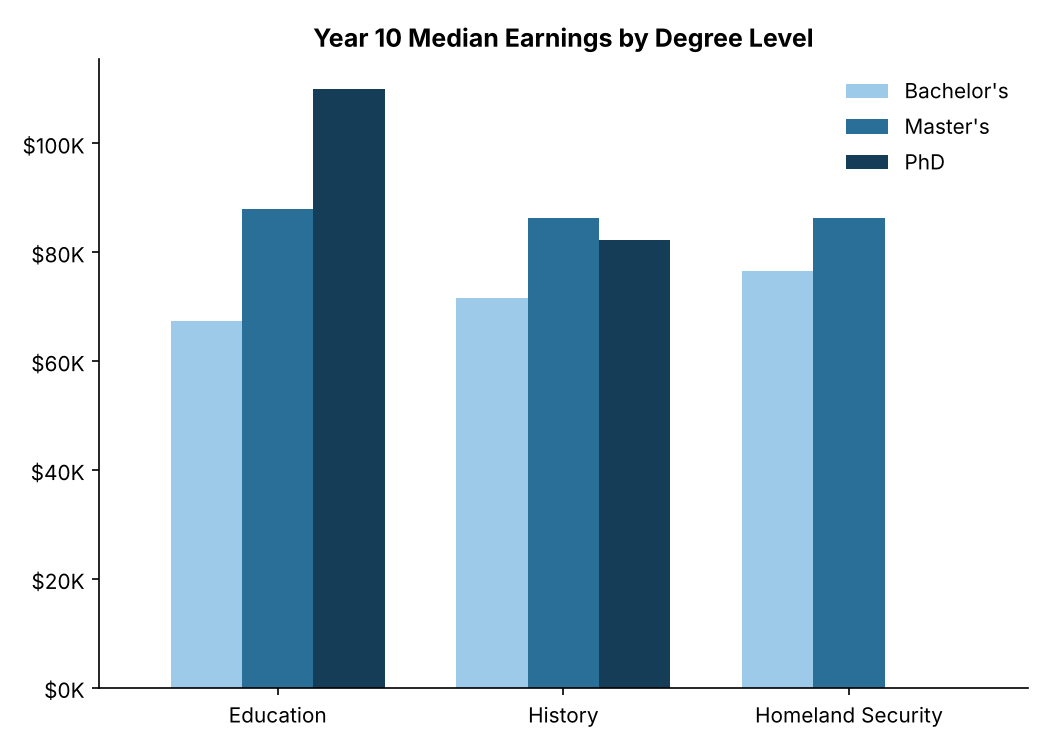 Year 10 Median Earnings by Degree Level
Bachelor's
Master's
PhD
$100K
$80K
$60K
$40K
$20K
$0K
Education
History
Homeland Security